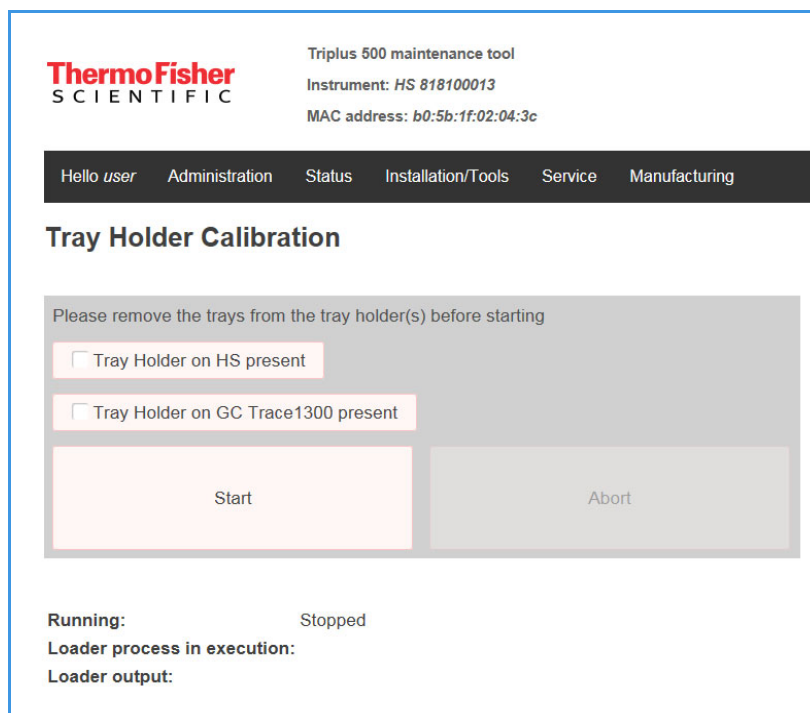 ThermoFisher
SCIENTIFIC
Triplus 500 maintenance tool
Instrument: HS 818100013
MAC address: b0:5b:1f:02:04:3c
Hello user Administration Status Installation/Tools Service Manufacturing
Tray Holder Calibration
Please remove the trays from the tray holder(s) before starting
Tray Holder on HS present
Tray Holder on GC Trace1300 present
Start Abort
Running: Stopped
Loader process in execution:
Loader output: